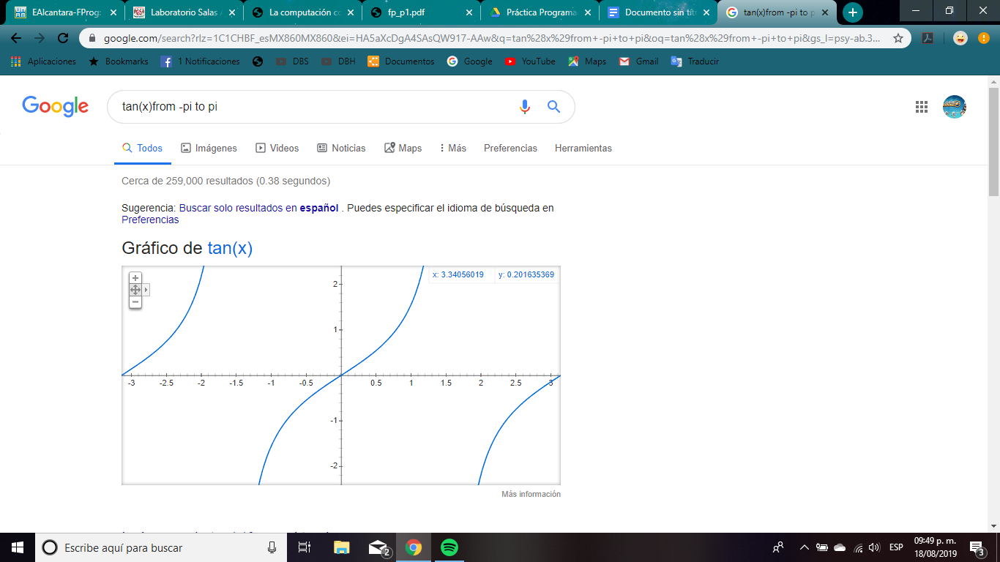 EAlcantara-FProg
Laboratorio Salas
La computación co
fp_p1.pdf
Práctica Programa
Documento sin tít
tan(x)from -pi to p
google.com/search?rlz=1C1CHBF_esMX860MX860&ei=HA5aXcDgA4SAsQW917-AAw&q=tan%28x%29from+-pi+to+pi&oq=tan%28x%29from+-pi+to+pi&gs_l=psy-ab.3...
Aplicaciones
Bookmarks
1 Notificaciones
DBS
DBH
Documentos
Google
YouTube
Maps
Gmail
Traducir
Google
tan(x)from -pi to pi
Todos
Imágenes
Videos
Noticias
Maps
Más
Preferencias
Herramientas
Cerca de 259,000 resultados (0.38 segundos)
Sugerencia: Buscar solo resultados en español . Puedes especificar el idioma de búsqueda en
Preferencias
Gráfico de tan(x)
x: 3.34056019 y: 0.201635369
2
1
-3 -2.5 -2 -1.5 -1 -0.5 0.5 1 1.5 2 2.5 3
-1
-2
Más información
Escribe aquí para buscar
2
ESP
09:49 p. m.
18/08/2019
3